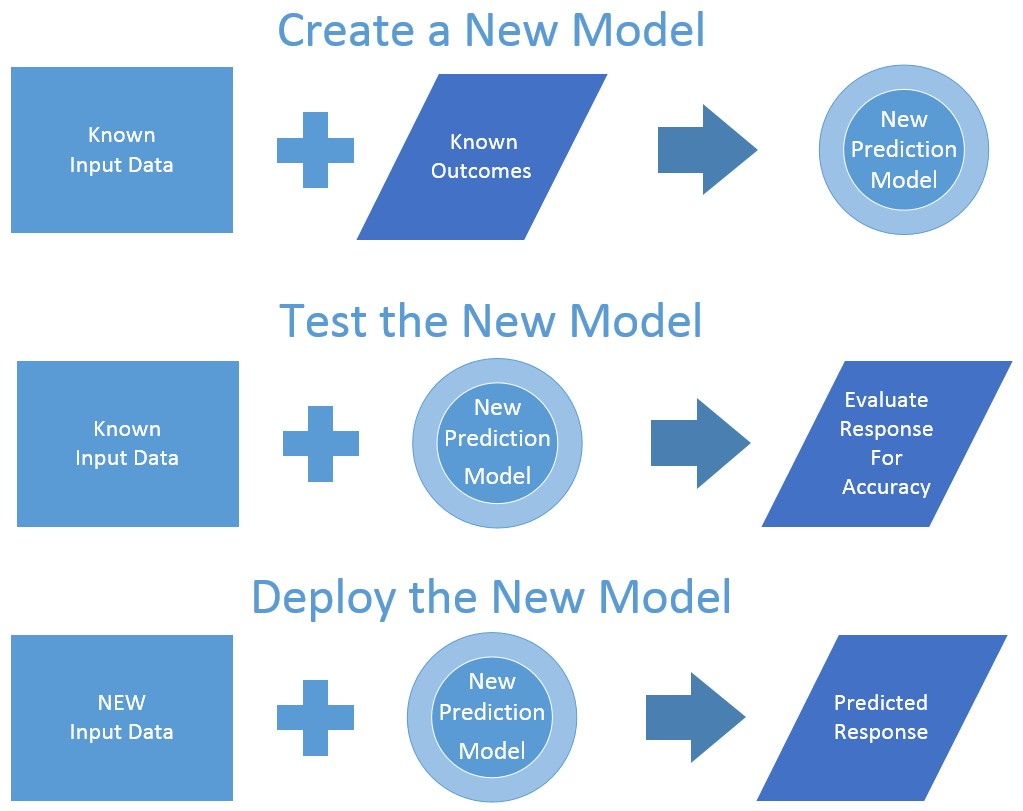 Create a New Model
Known
Input Data
Known
Outcomes
New
Prediction
Model
Test the New Model
Known
Input Data
New
Prediction
Model
Evaluate
Response
For
Accuracy
Deploy the New Model
NEW
Input Data
New
Prediction
Model
Predicted
Response